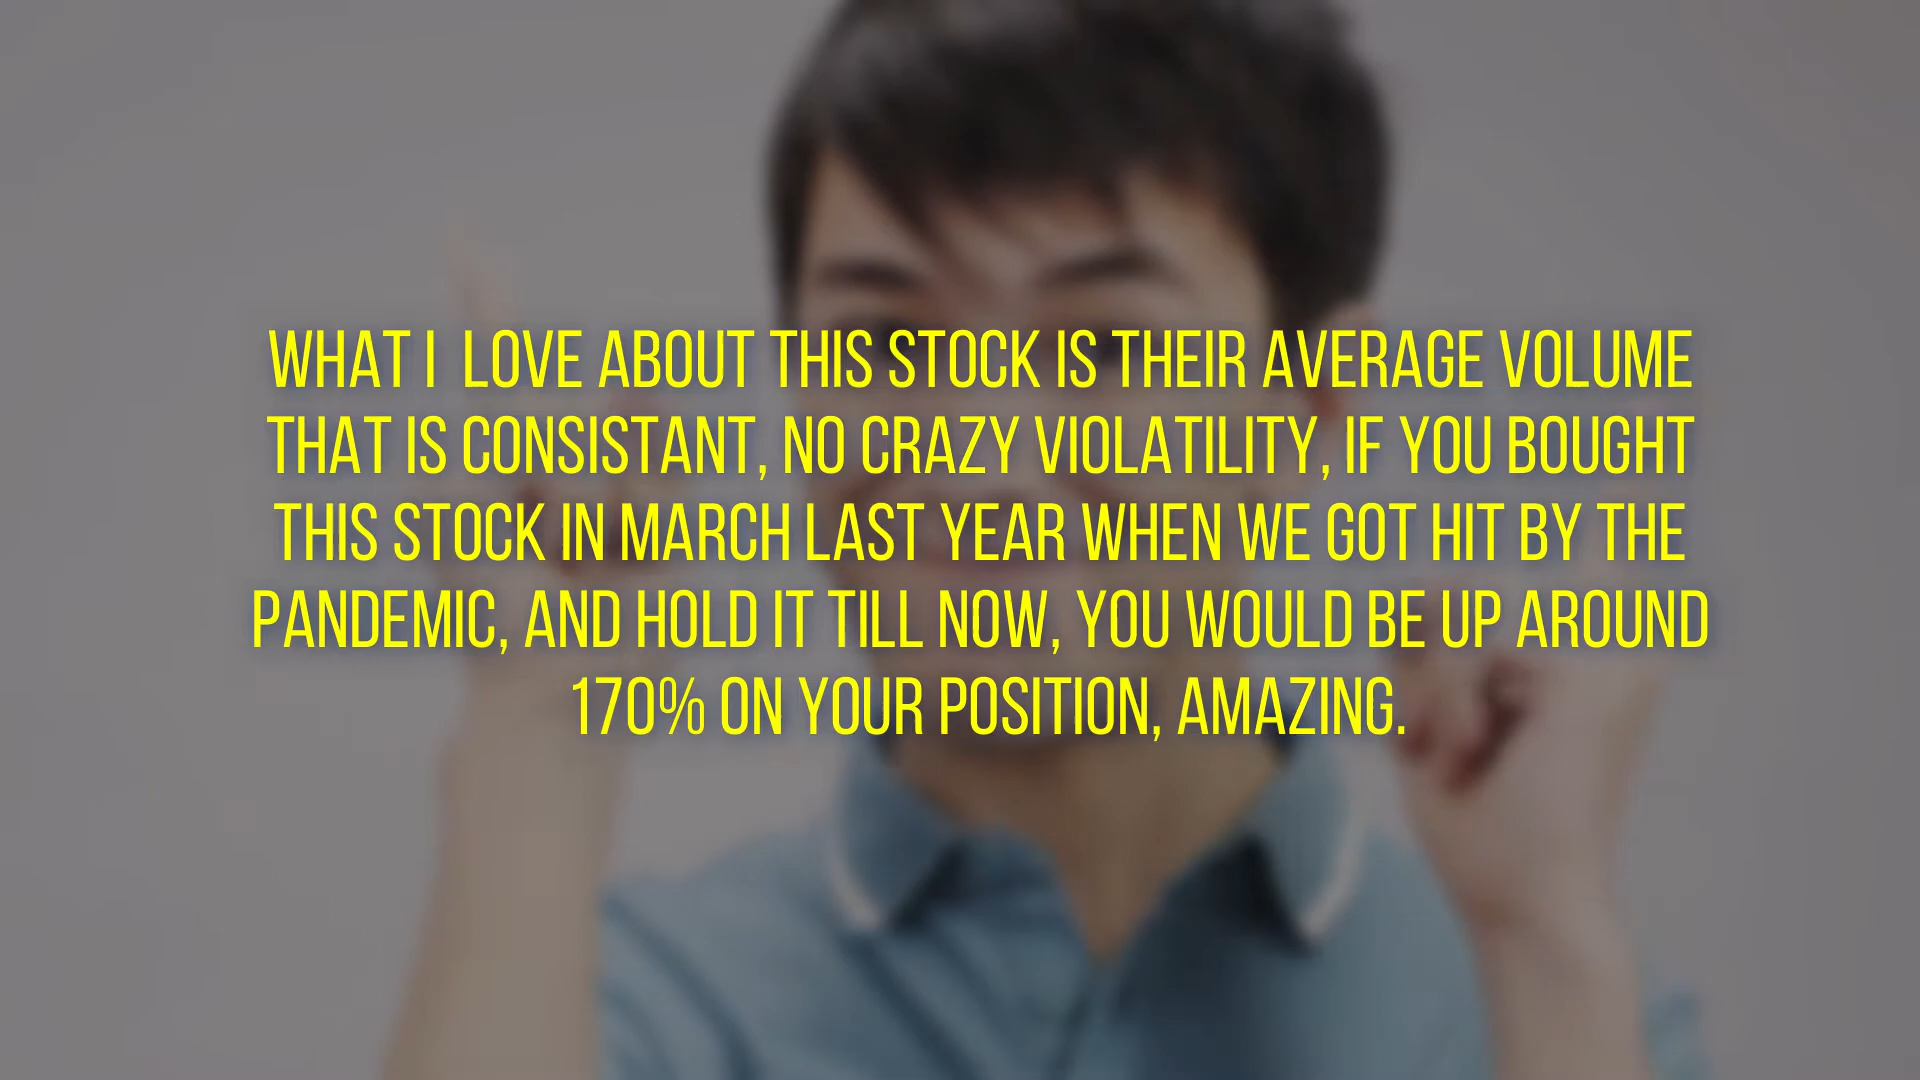 WHAT I  LOVE ABOUT THIS STOCK IS THEIR AVERAGE VOLUME
THAT IS CONSISTANT, NO CRAZY VIOLATILITY, IF YOU BOUGHT
THIS STOCK IN MARCH LAST YEAR WHEN WE GOT HIT BY THE
PANDEMIC, AND HOLD IT TILL NOW, YOU WOULD BE UP AROUND
170% ON YOUR POSITION, AMAZING.